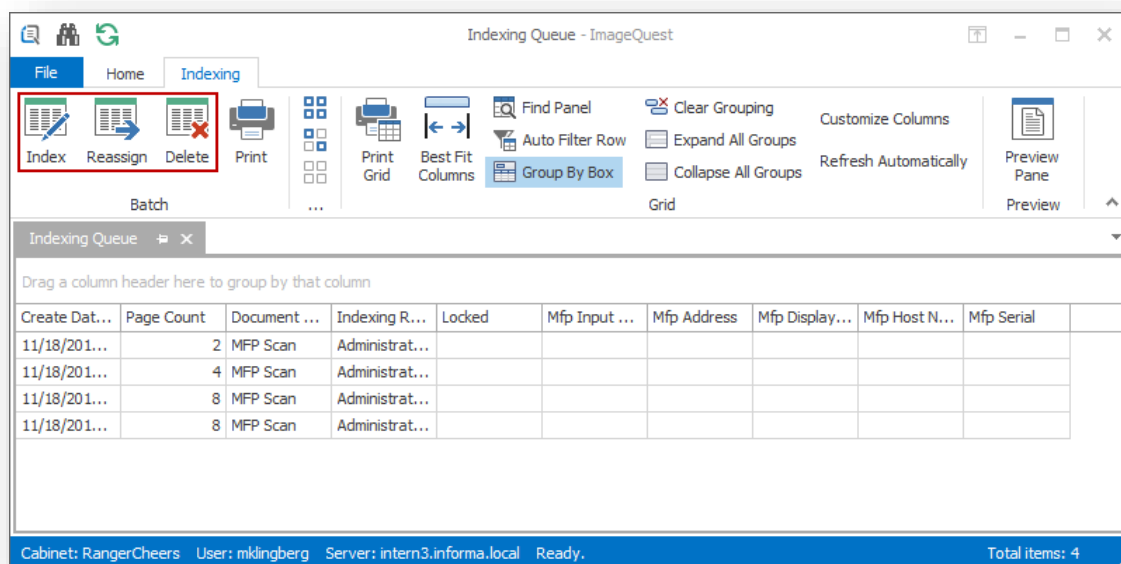 Indexing Queue - ImageQuest
File Home Indexing
Index Reassign Delete Print
Print Grid
Best Fit Columns
Find Panel
Auto Filter Row
Group By Box
Clear Grouping
Expand All Groups
Collapse All Groups
Customize Columns
Refresh Automatically
Preview Pane
Batch ... Grid Preview
Indexing Queue
Drag a column header here to group by that column
Create Dat... Page Count Document ... Indexing R... Locked Mfp Input ... Mfp Address Mfp Display... Mfp Host N... Mfp Serial
11/18/201... 2 MFP Scan Administrat...
11/18/201... 4 MFP Scan Administrat...
11/18/201... 8 MFP Scan Administrat...
11/18/201... 8 MFP Scan Administrat...
Cabinet: RangerCheers User: mklingberg Server: intern3.informa.local Ready. Total items: 4